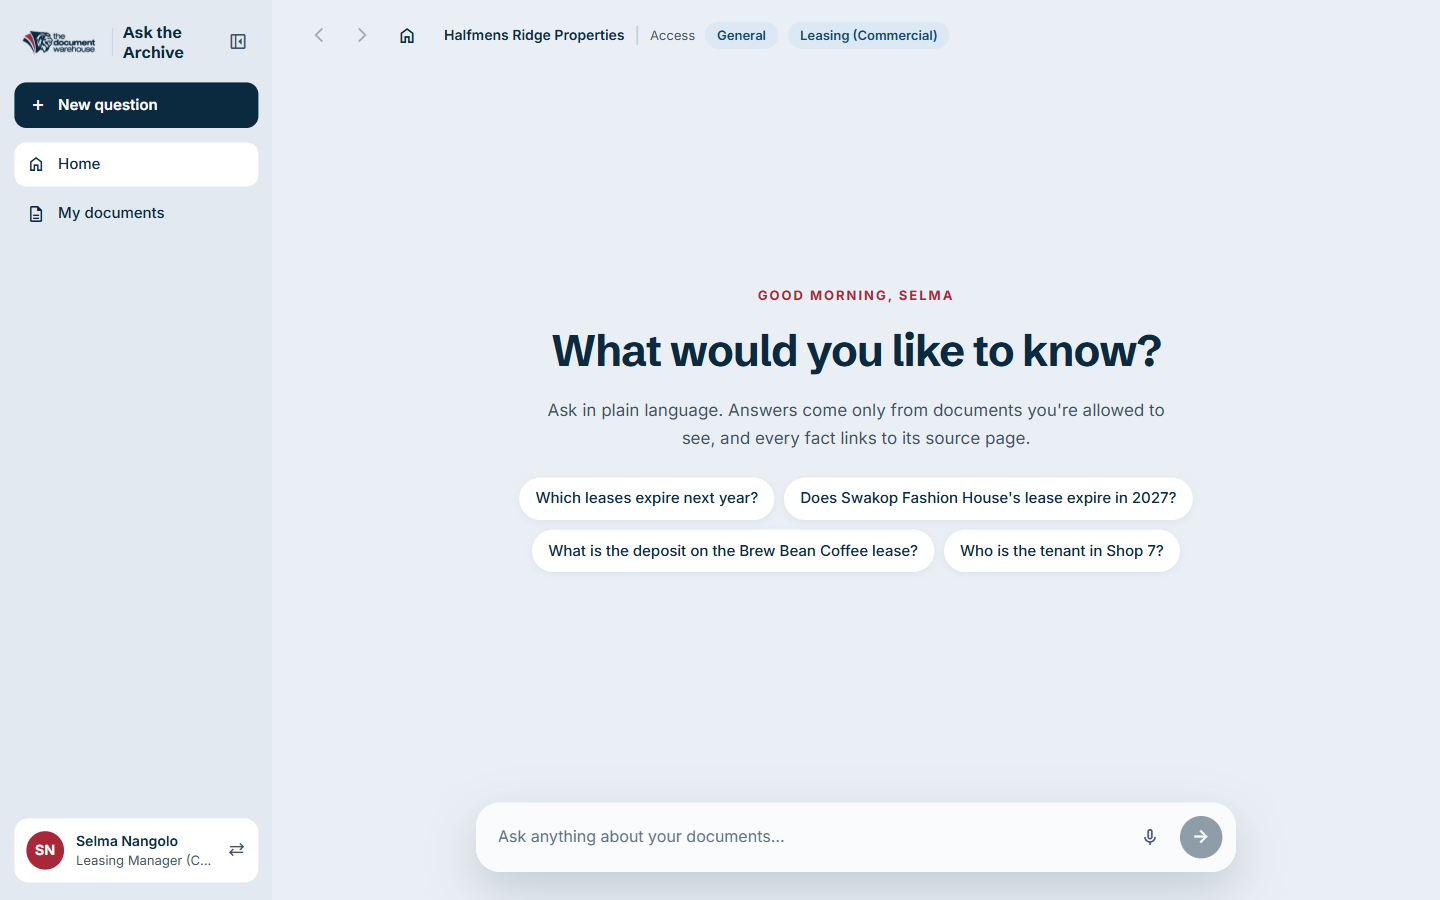 the
document
warehouse
Ask the
Archive
New question
Home
My documents
Selma Nangolo
Leasing Manager (C...
Halfmens Ridge Properties
Access
General
Leasing (Commercial)
GOOD MORNING, SELMA
What would you like to know?
Ask in plain language. Answers come only from documents you're allowed to
see, and every fact links to its source page.
Which leases expire next year?
Does Swakop Fashion House's lease expire in 2027?
What is the deposit on the Brew Bean Coffee lease?
Who is the tenant in Shop 7?
Ask anything about your documents...
SN